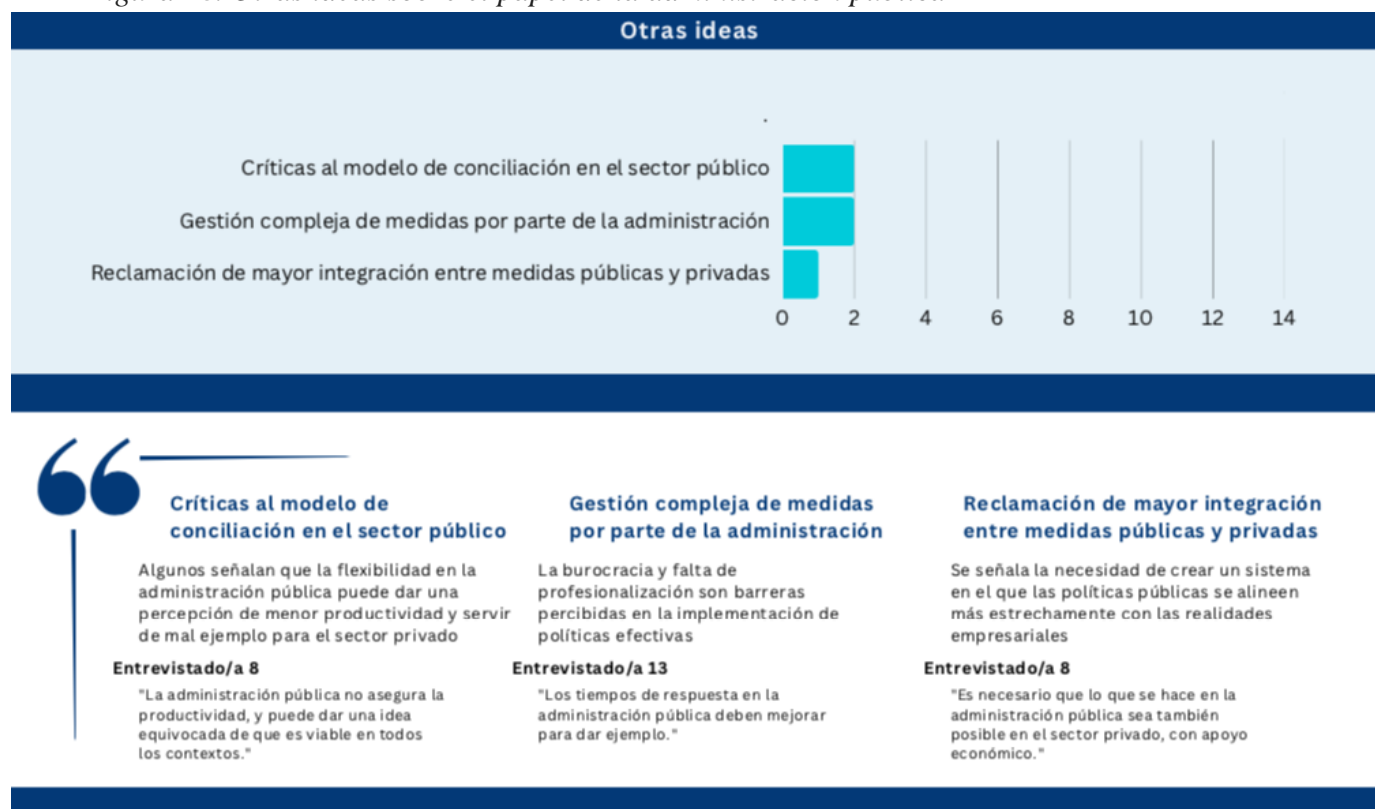 Otras ideas
.
Críticas al modelo de conciliación en el sector público
Gestión compleja de medidas por parte de la administración
Reclamación de mayor integración entre medidas públicas y privadas
0 2 4 6 8 10 12 14
Críticas al modelo de
conciliación en el sector público
Algunos señalan que la flexibilidad en la
administración pública puede dar una
percepción de menor productividad y servir
de mal ejemplo para el sector privado
Entrevistado/a 8
"La administración pública no asegura la
productividad, y puede dar una idea
equivocada de que es viable en todos
los contextos."
Gestión compleja de medidas
por parte de la administración
La burocracia y falta de
profesionalización son barreras
percibidas en la implementación de
políticas efectivas
Entrevistado/a 13
"Los tiempos de respuesta en la
administración pública deben mejorar
para dar ejemplo."
Reclamación de mayor integración
entre medidas públicas y privadas
Se señala la necesidad de crear un sistema
en el que las políticas públicas se alineen
más estrechamente con las realidades
empresariales
Entrevistado/a 8
"Es necesario que lo que se hace en la
administración pública sea también
posible en el sector privado, con apoyo
económico."